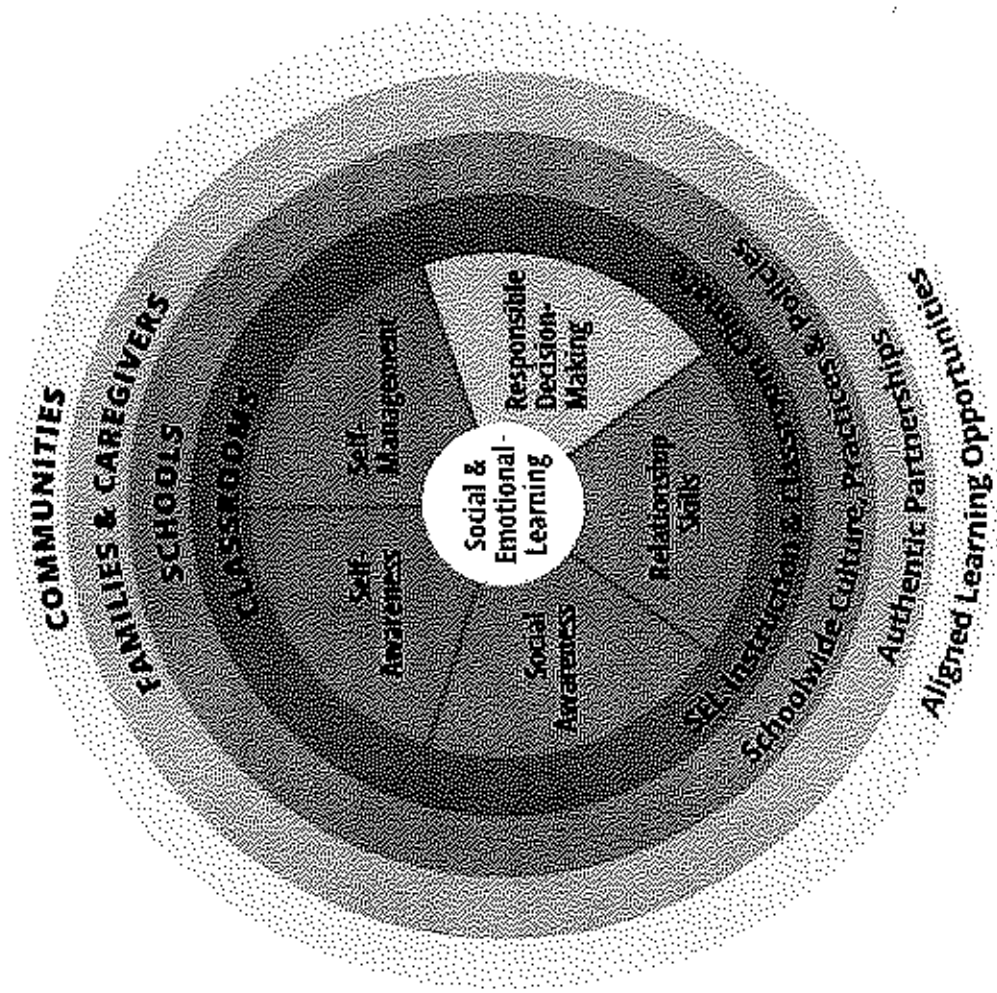 COMMUNITIES
FAMILIES & CAREGIVERS
SCHOOLS
CLASSROOMS
Self-
Awareness
Self-
Management
Social &
Emotional
Learning
Responsible
Decision-
Making
Social
Awareness
Relationship
Skills
SEL Instruction & Classroom Climate
Schoolwide Culture, Practices & Policies
Authentic Partnerships
Aligned Learning Opportunities